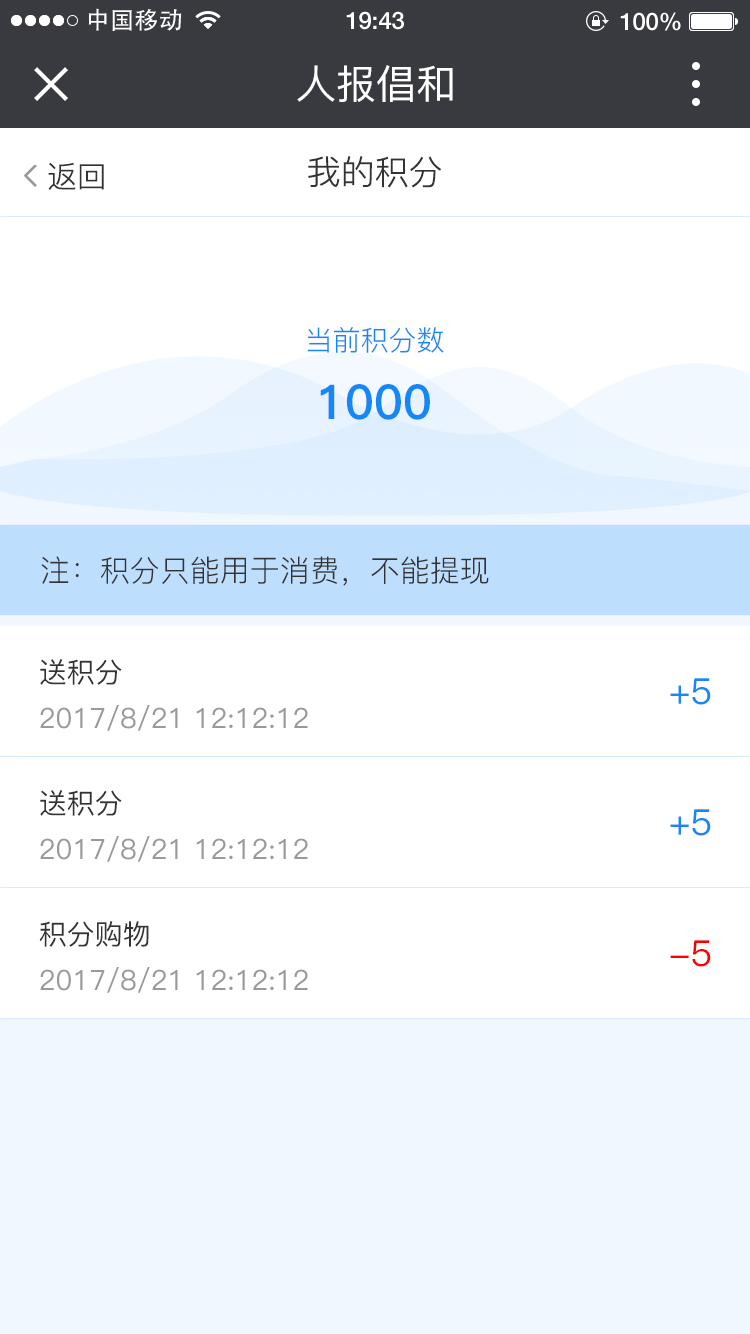 中国移动 19:43 100%
人报倡和
返回 我的积分
当前积分数
1000
注：积分只能用于消费，不能提现
送积分
+5
2017/8/21 12:12:12
送积分
+5
2017/8/21 12:12:12
积分购物
-5
2017/8/21 12:12:12